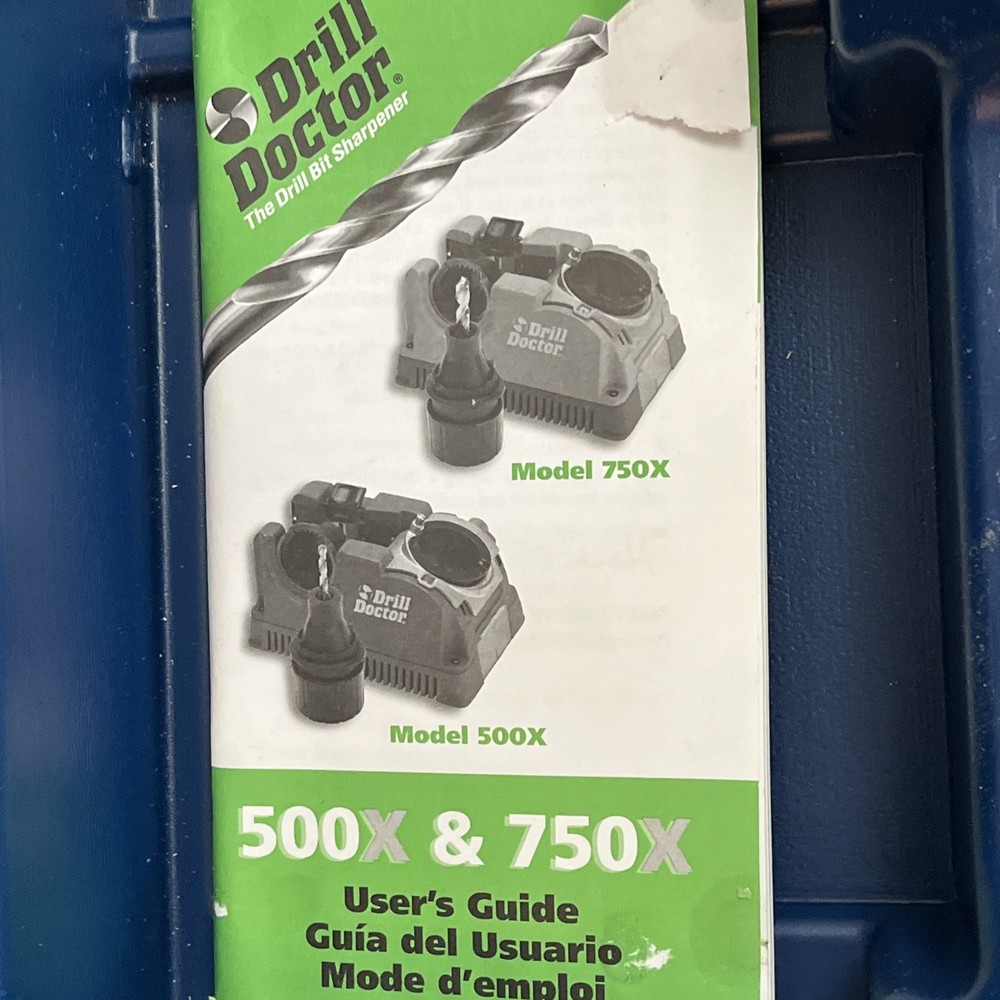 Drill
Doctor®
The Drill Bit Sharpener
Drill
Doctor
Model 750X
Drill
Doctor
Model 500X
500X & 750X
User's Guide
Guía del Usuario
Mode d'emploi